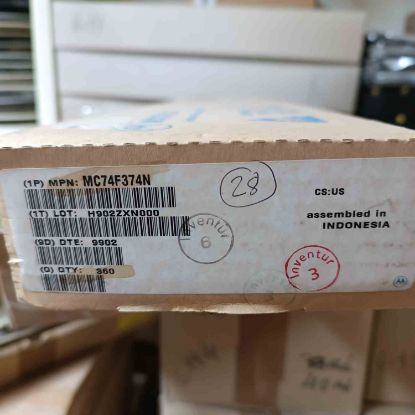 (1P) MPN: MC74F374N
28
CS:US
(1T) LOT: H902ZXN000
assembled in
INDONESIA
Inventur
6
(9D) DTE: 9902
Inventur
3
(Q) QTY: 360